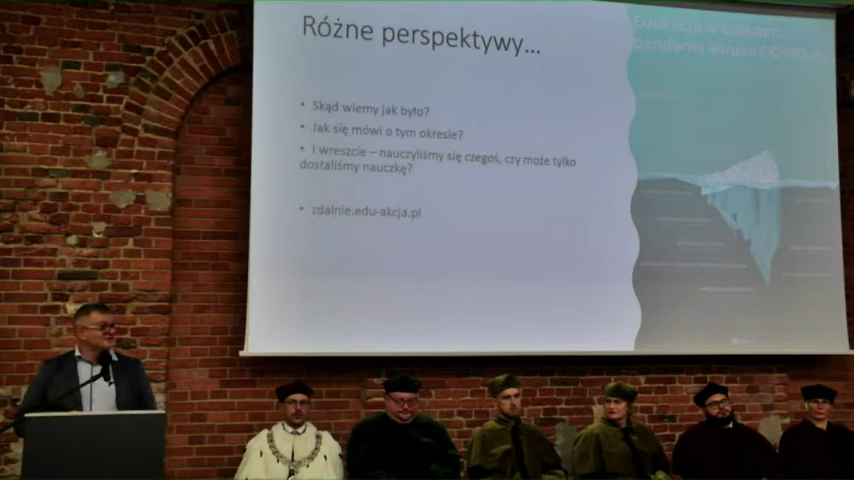 Różne perspektywy...
• Skąd wiemy jak było?
• Jak się mówi o tym okresie?
• I wreszcie – nauczyliśmy się czegoś, czy może tylko
dostaliśmy nauczkę?
• zdalnie.edu-akcja.pl
Edukacja w czasach
pandemii wirusa COVID-19